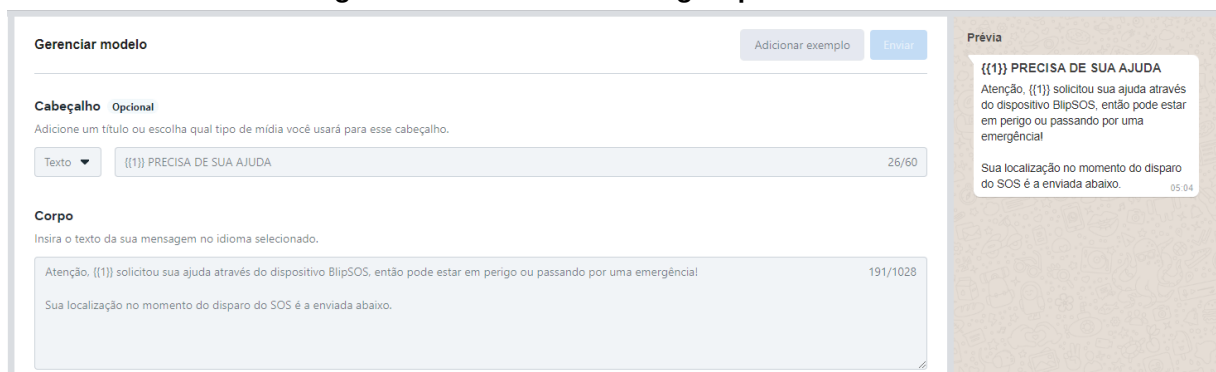 Gerenciar modelo
Adicionar exemplo
Enviar
Cabeçalho Opcional
Adicione um título ou escolha qual tipo de mídia você usará para esse cabeçalho.
Texto
{{1}} PRECISA DE SUA AJUDA
26/60
Corpo
Insira o texto da sua mensagem no idioma selecionado.
Atenção, {{1}} solicitou sua ajuda através do dispositivo BlipSOS, então pode estar em perigo ou passando por uma emergência!
191/1028
Sua localização no momento do disparo do SOS é a enviada abaixo.
Prévia
{{1}} PRECISA DE SUA AJUDA
Atenção, {{1}} solicitou sua ajuda através
do dispositivo BlipSOS, então pode estar
em perigo ou passando por uma
emergência!
Sua localização no momento do disparo
do SOS é a enviada abaixo.
05:04